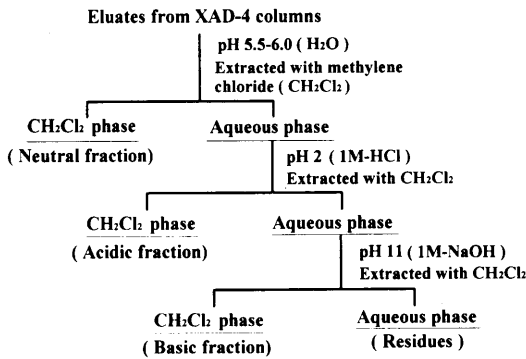 Eluates from XAD-4 columns
pH 5.5-6.0 ( H₂O )
Extracted with methylene
chloride ( CH₂Cl₂ )
CH₂Cl₂ phase
( Neutral fraction)
Aqueous phase
pH 2 ( 1M-HCl )
Extracted with CH₂Cl₂
CH₂Cl₂ phase
( Acidic fraction)
Aqueous phase
pH 11 ( 1M-NaOH )
Extracted with CH₂Cl₂
CH₂Cl₂ phase
( Basic fraction)
Aqueous phase
( Residues )